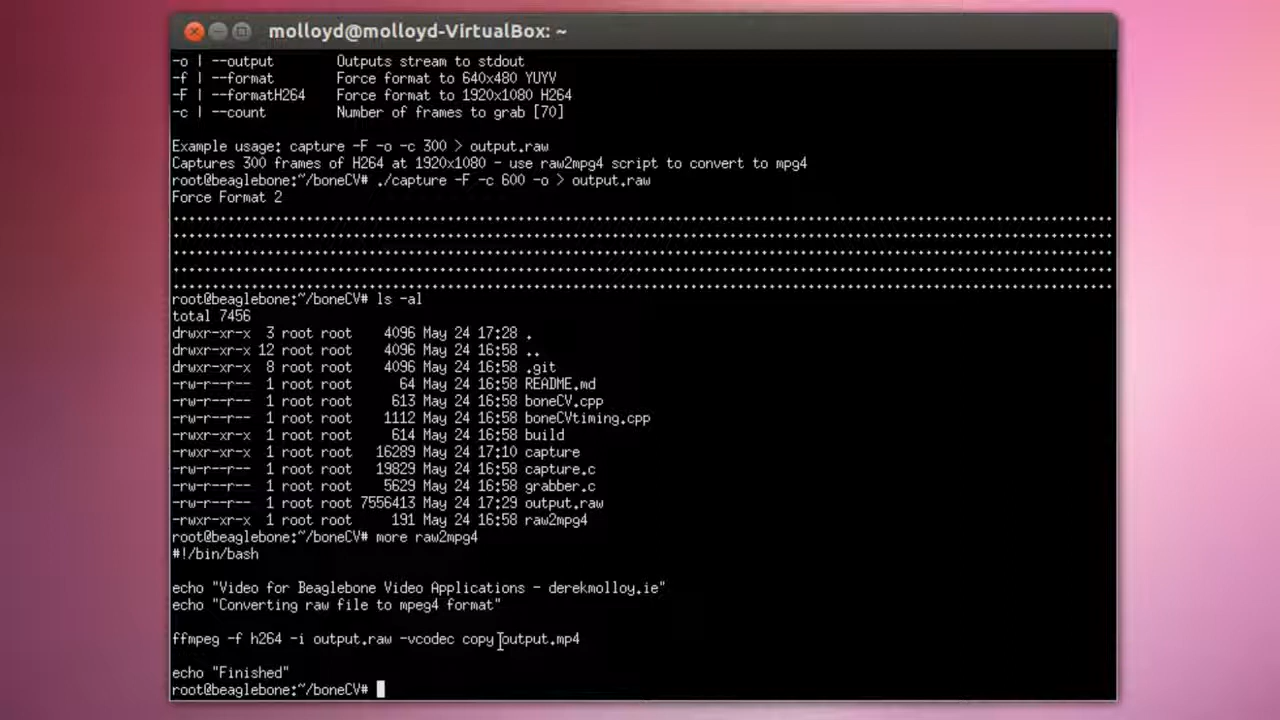 molloyd@molloyd-VirtualBox: ~
-o | --output        Outputs stream to stdout
-f | --format        Force format to 640x480 YUYV
-F | --formatH264    Force format to 1920x1080 H264
-c | --count         Number of frames to grab [70]
Example usage: capture -F -o -c 300 > output.raw
Captures 300 frames of H264 at 1920x1080 - use raw2mpg4 script to convert to mpg4
root@beaglebone:~/boneCV# ./capture -F -c 600 -o > output.raw
Force Format 2
root@beaglebone:~/boneCV# ls -al
total 7456
drwxr-xr-x  3 root root    4096 May 24 17:28 .
drwxr-xr-x 12 root root    4096 May 24 16:58 ..
drwxr-xr-x  8 root root    4096 May 24 16:58 .git
-rw-r--r--  1 root root      64 May 24 16:58 README.md
-rw-r--r--  1 root root     613 May 24 16:58 boneCV.cpp
-rw-r--r--  1 root root    1112 May 24 16:58 boneCVtiming.cpp
-rwxr-xr-x  1 root root     614 May 24 16:58 build
-rwxr-xr-x  1 root root   16289 May 24 17:10 capture
-rw-r--r--  1 root root   19829 May 24 16:58 capture.c
-rw-r--r--  1 root root    5629 May 24 16:58 grabber.c
-rw-r--r--  1 root root 7556413 May 24 17:29 output.raw
-rwxr-xr-x  1 root root     191 May 24 16:58 raw2mpg4
root@beaglebone:~/boneCV# more raw2mpg4
#!/bin/bash
echo "Video for Beaglebone Video Applications - derekmolloy.ie"
echo "Converting raw file to mpeg4 format"
ffmpeg -f h264 -i output.raw -vcodec copy output.mp4
echo "Finished"
root@beaglebone:~/boneCV#